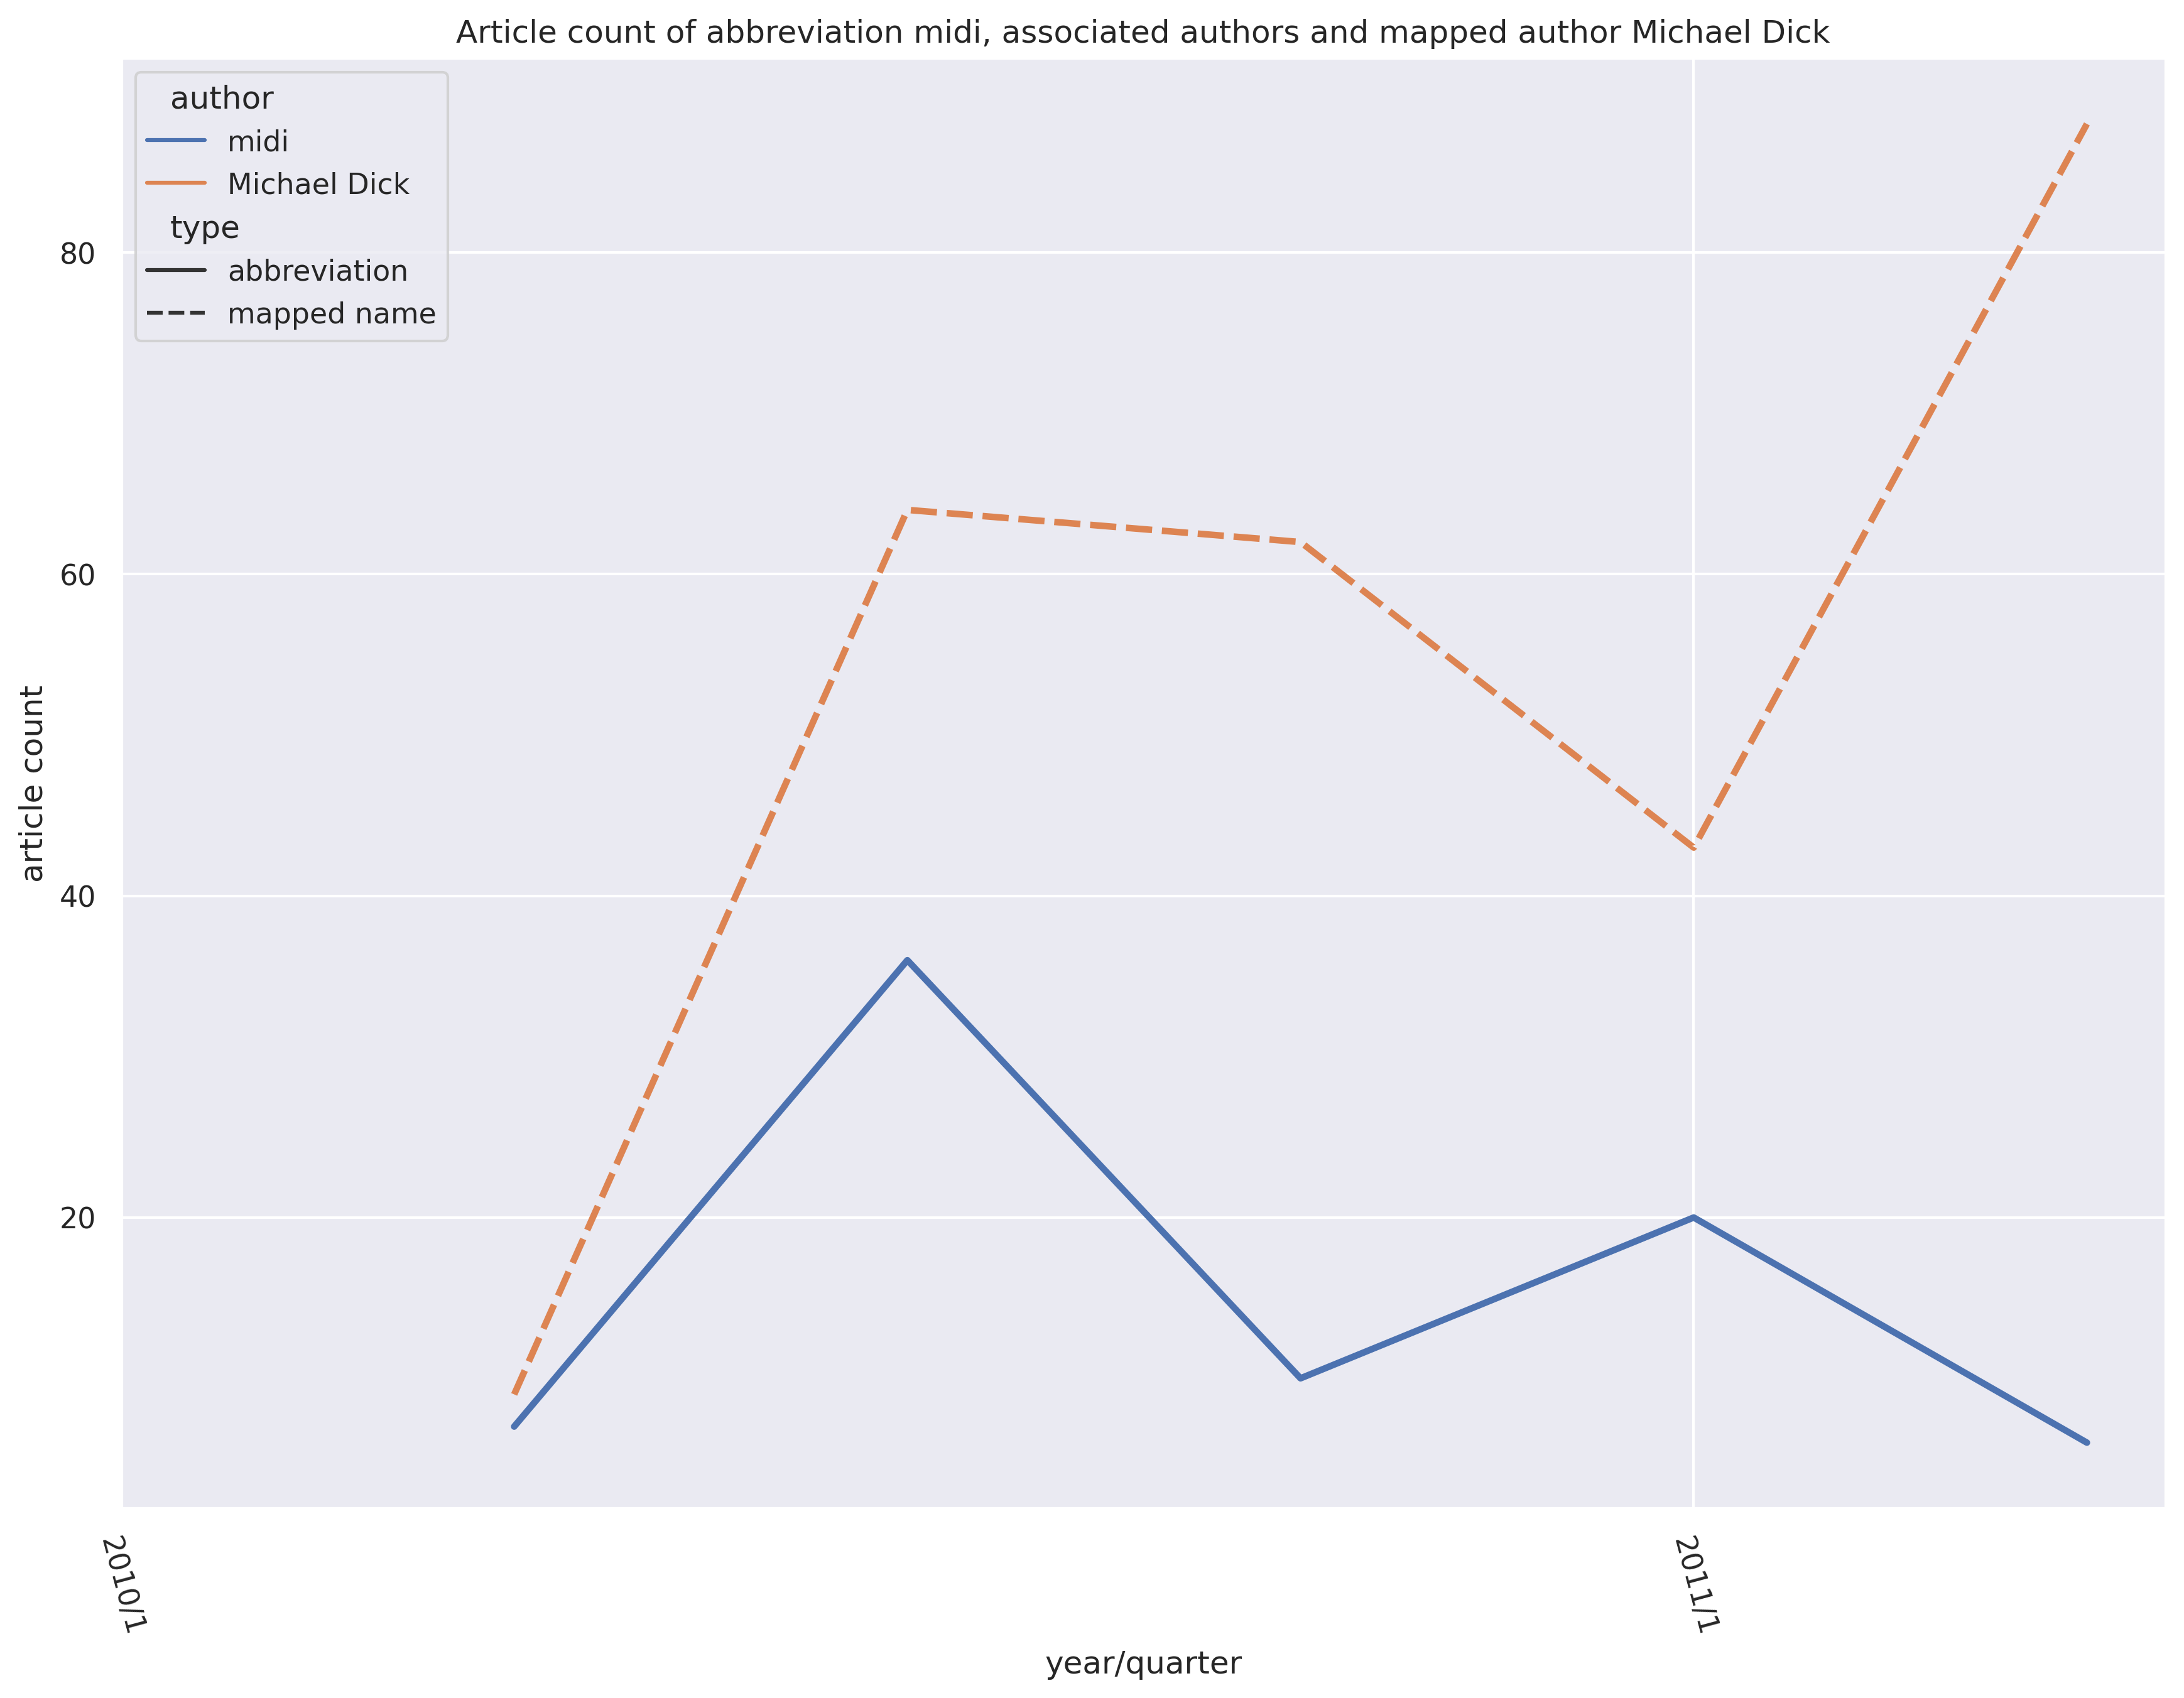 Article count of abbreviation midi, associated authors and mapped author Michael Dick
author
midi
Michael Dick
type
abbreviation
mapped name
80
60
40
20
article count
2010/1
2011/1
year/quarter